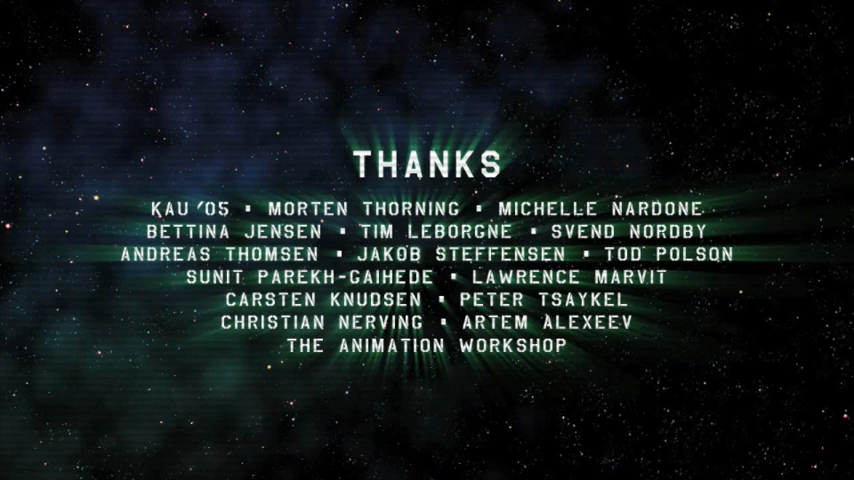 THANKS
KAU '05 ▪ MORTEN THORNING ▪ MICHELLE NARDONE
BETTINA JENSEN ▪ TIM LEBORGNE ▪ SVEND NORDBY
ANDREAS THOMSEN ▪ JAKOB STEFFENSEN ▪ TOD POLSON
SUNIT PAREKH-GAIHEDE ▪ LAWRENCE MARVIT
CARSTEN KNUDSEN ▪ PETER TSAYKEL
CHRISTIAN NERVING ▪ ARTEM ALEXEEV
THE ANIMATION WORKSHOP